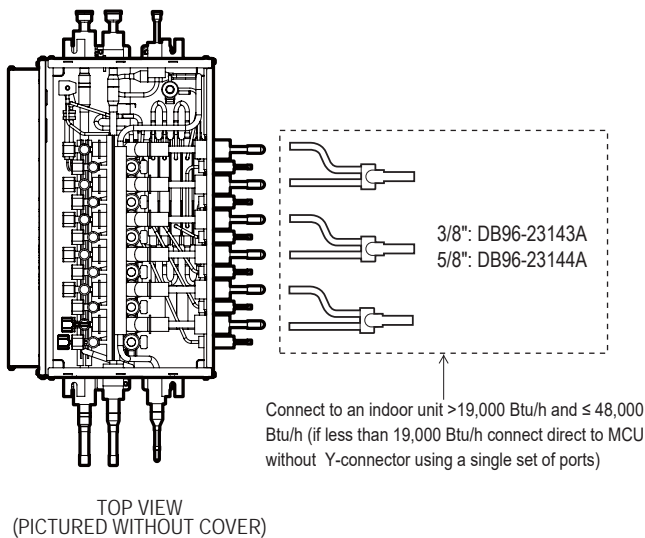 3/8": DB96-23143A
5/8": DB96-23144A
Connect to an indoor unit >19,000 Btu/h and ≤ 48,000
Btu/h (if less than 19,000 Btu/h connect direct to MCU
without Y-connector using a single set of ports)
TOP VIEW
(PICTURED WITHOUT COVER)